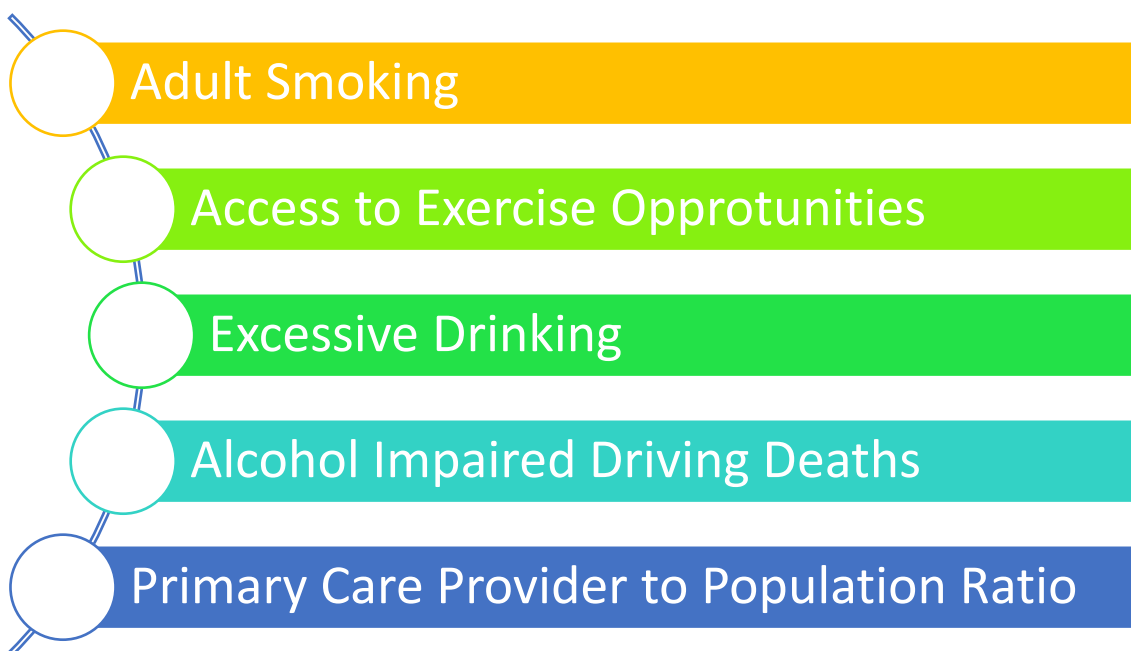 Adult Smoking
Access to Exercise Opprotunities
Excessive Drinking
Alcohol Impaired Driving Deaths
Primary Care Provider to Population Ratio